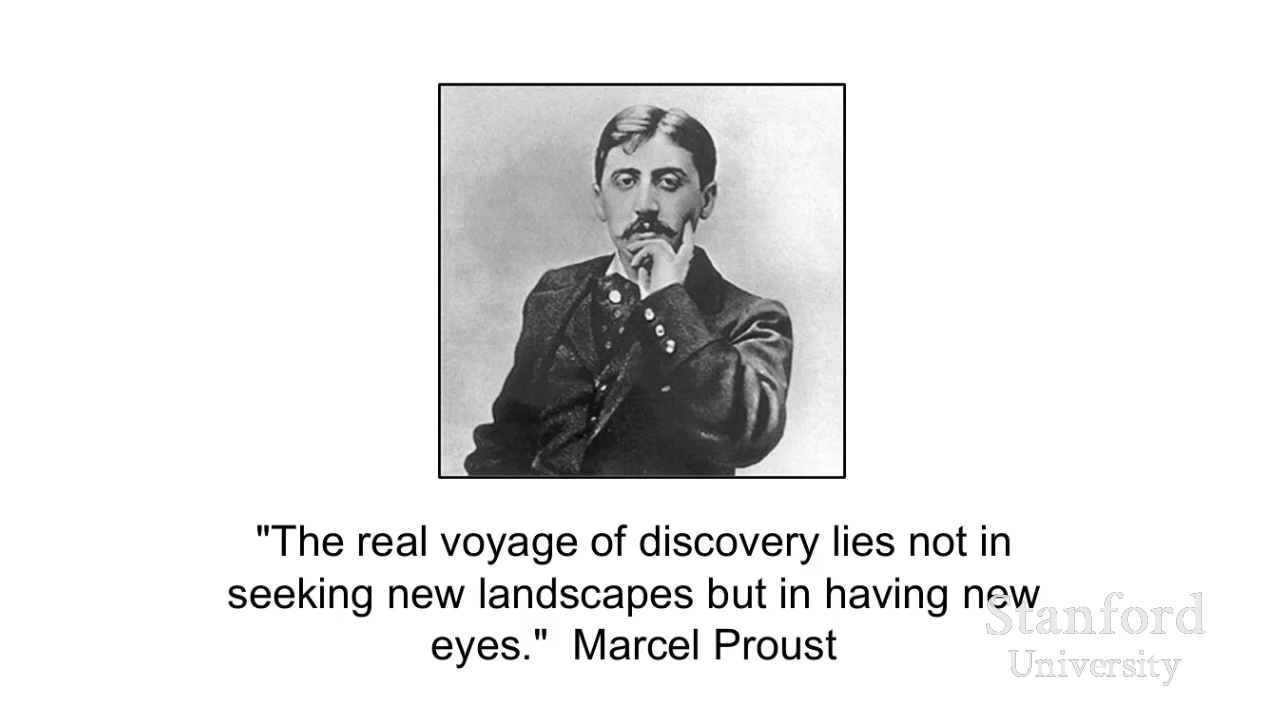 "The real voyage of discovery lies not in
seeking new landscapes but in having new
eyes."  Marcel Proust
Stanford
University